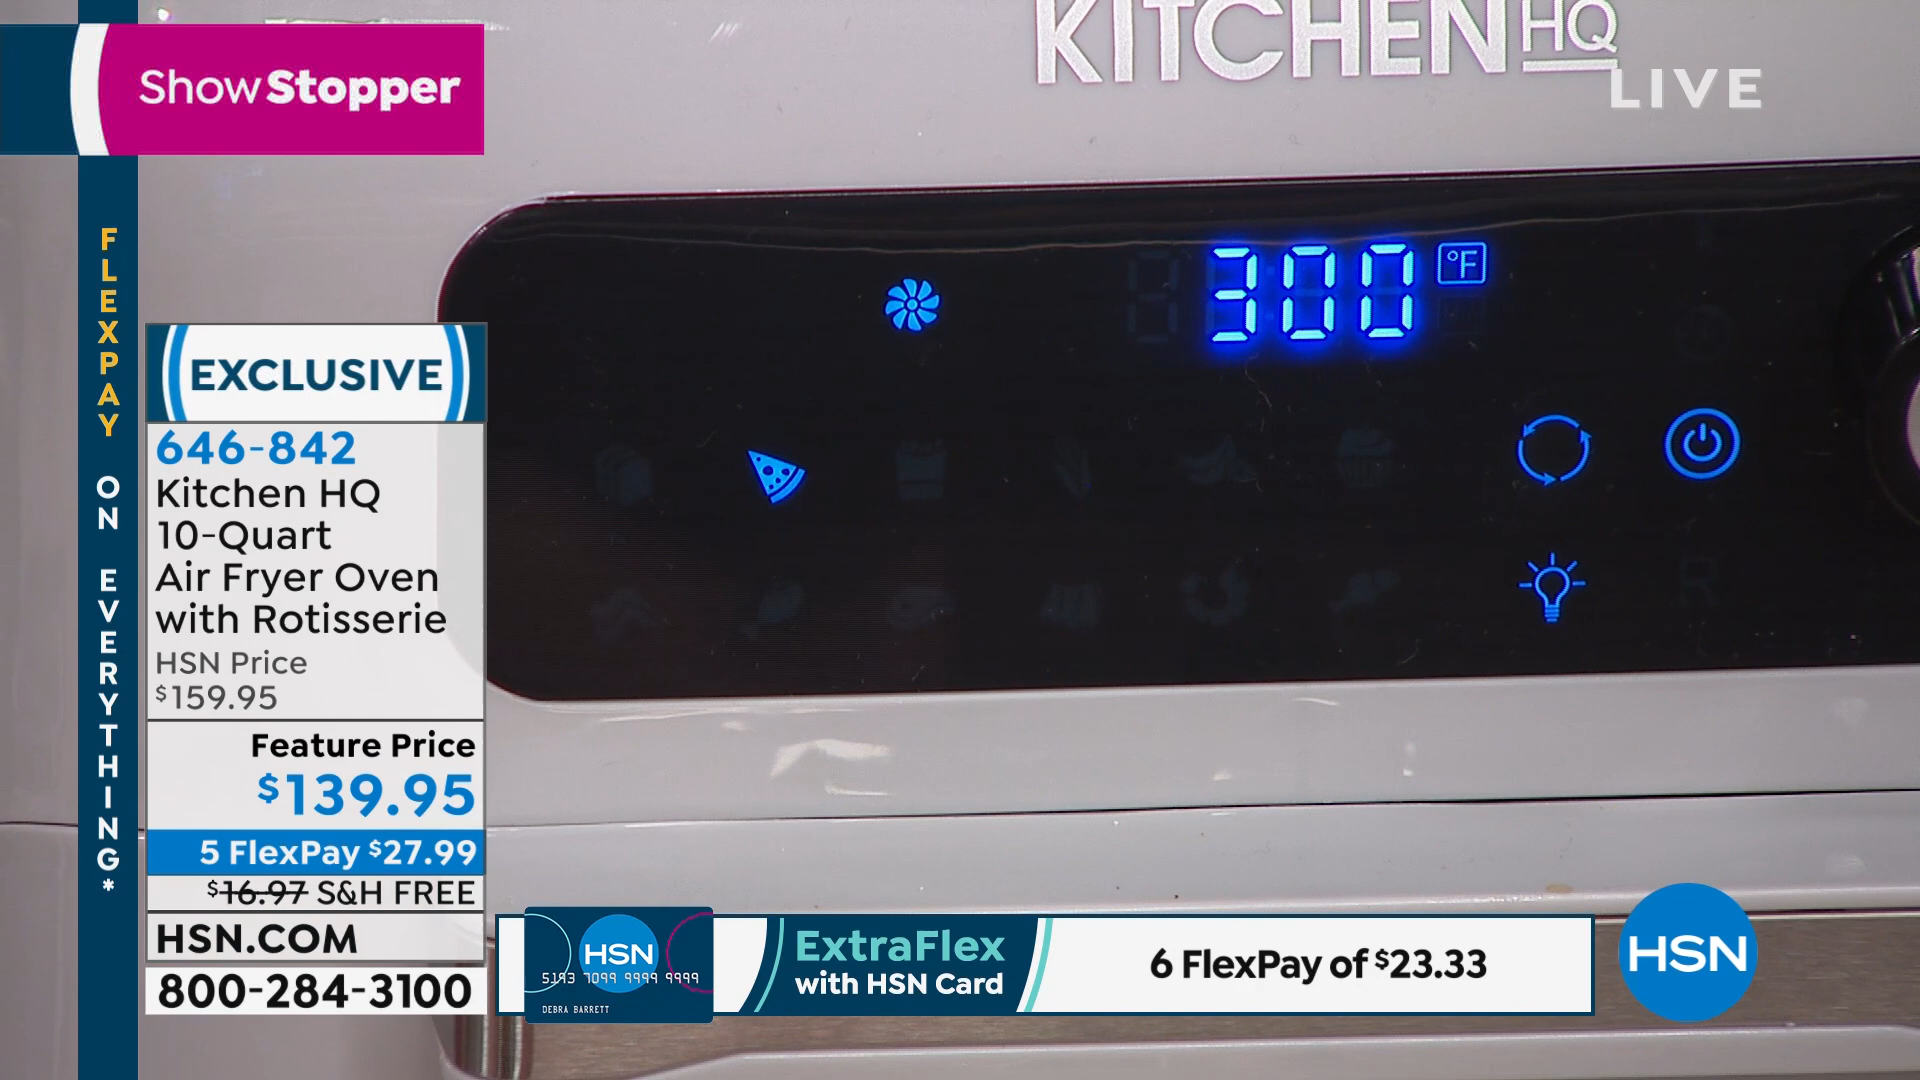 KITCHEN HQ
LIVE
ShowStopper
FLEXPAY ON EVERYTHING*
300 °F
EXCLUSIVE
646-842
Kitchen HQ
10-Quart
Air Fryer Oven
with Rotisserie
HSN Price
$159.95
Feature Price
$139.95
5 FlexPay $27.99
$16.97 S&H FREE
HSN.COM
800-284-3100
HSN
5193 7099 9999 9999
DEBRA BARRETT
ExtraFlex
with HSN Card
6 FlexPay of $23.33
HSN